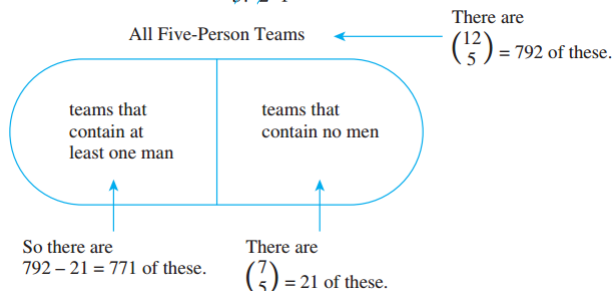 There are
(12 5) = 792 of these.
All Five-Person Teams
teams that
contain at
least one man
teams that
contain no men
So there are
792 – 21 = 771 of these.
There are
(7 5) = 21 of these.